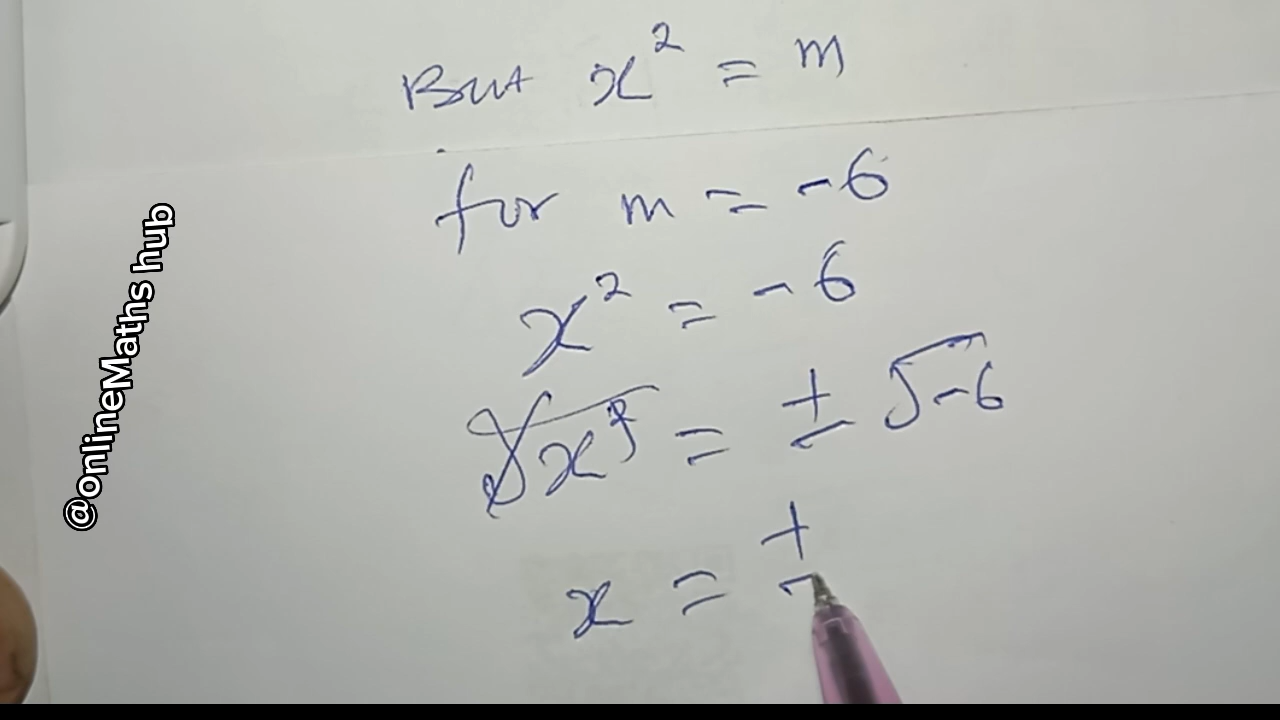 But x² = m
for m = -6
x² = -6
√x² = ± √-6
x = ±
@onlineMaths hub